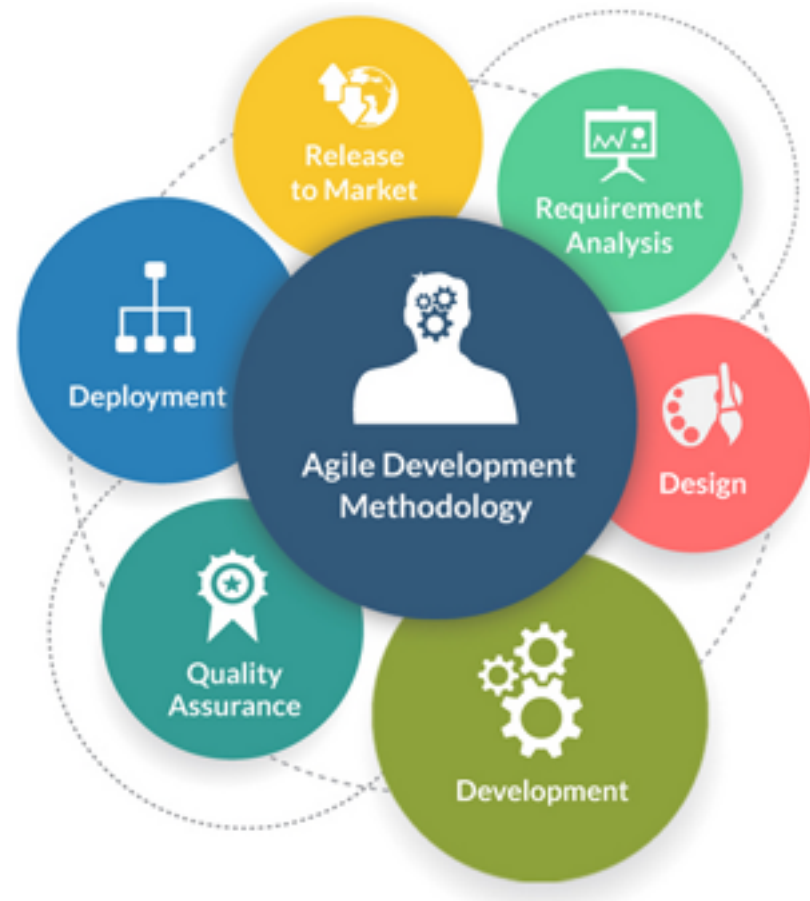 Release
to Market
Requirement
Analysis
Deployment
Agile Development
Methodology
Design
Quality
Assurance
Development